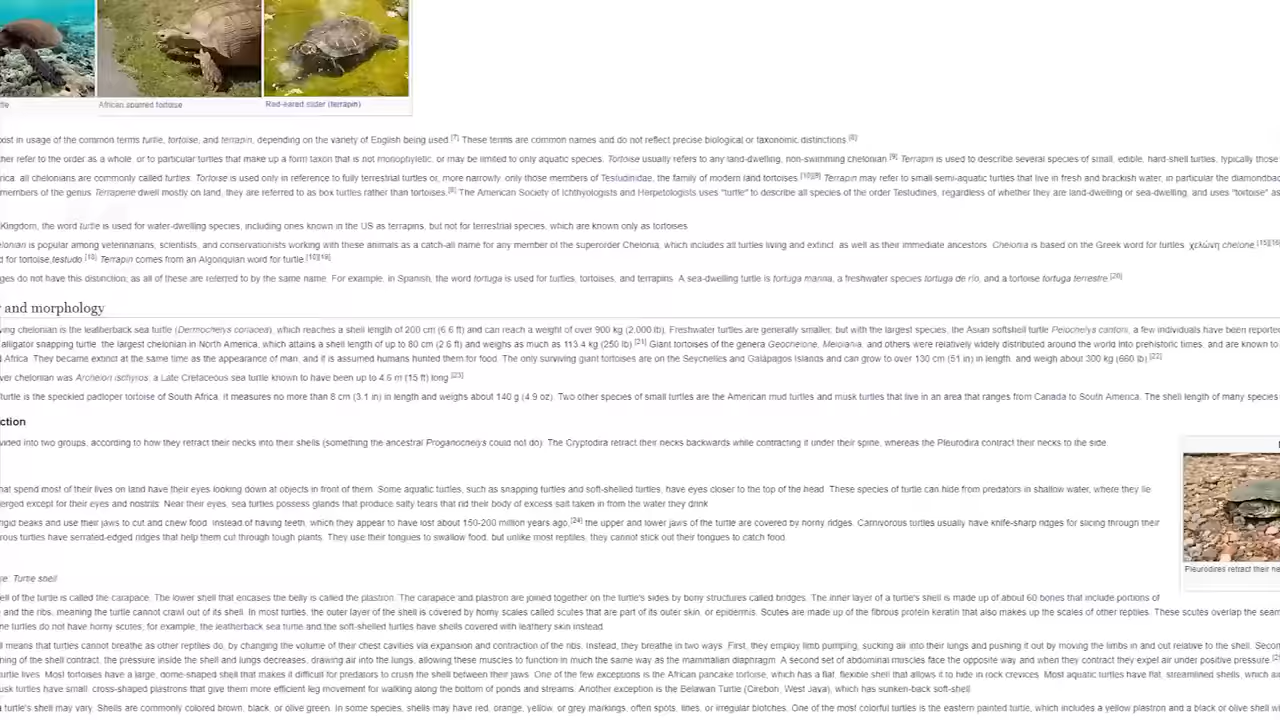 tle
African spurred tortoise
Red-eared slider (terrapin)
exist in usage of the common terms turtle, tortoise, and terrapin, depending on the variety of English being used.[7] These terms are common names and do not reflect precise biological or taxonomic distinctions.[8]
ther refer to the order as a whole, or to particular turtles that make up a form taxon that is not monophyletic, or may be limited to only aquatic species. Tortoise usually refers to any land-dwelling, non-swimming chelonian.[9] Terrapin is used to describe several species of small, edible, hard-shell turtles, typically those
rica, all chelonians are commonly called turtles. Tortoise is used only in reference to fully terrestrial turtles or, more narrowly, only those members of Testudinidae, the family of modern land tortoises.[10][8] Terrapin may refer to small semi-aquatic turtles that live in fresh and brackish water, in particular the diamondbac
members of the genus Terrapene dwell mostly on land, they are referred to as box turtles rather than tortoises.[8] The American Society of Ichthyologists and Herpetologists uses "turtle" to describe all species of the order Testudines, regardless of whether they are land-dwelling or sea-dwelling, and uses "tortoise" as
Kingdom, the word turtle is used for water-dwelling species, including ones known in the US as terrapins, but not for terrestrial species, which are known only as tortoises.
elonian is popular among veterinarians, scientists, and conservationists working with these animals as a catch-all name for any member of the superorder Chelonia, which includes all turtles living and extinct, as well as their immediate ancestors. Chelonia is based on the Greek word for turtles, χελώνη chelone,[15][16]
d for tortoise,testudo.[18] Terrapin comes from an Algonquian word for turtle.[10][19]
ges do not have this distinction, as all of these are referred to by the same name. For example, in Spanish, the word tortuga is used for turtles, tortoises, and terrapins. A sea-dwelling turtle is tortuga marina, a freshwater species tortuga de río, and a tortoise tortuga terrestre.[20]
and morphology
ving chelonian is the leatherback sea turtle (Dermochelys coriacea), which reaches a shell length of 200 cm (6.6 ft) and can reach a weight of over 900 kg (2,000 lb). Freshwater turtles are generally smaller, but with the largest species, the Asian softshell turtle Pelochelys cantorii, a few individuals have been reported
alligator snapping turtle, the largest chelonian in North America, which attains a shell length of up to 80 cm (2.6 ft) and weighs as much as 113.4 kg (250 lb).[21] Giant tortoises of the genera Geochelone, Meiolania, and others were relatively widely distributed around the world into prehistoric times, and are known to
Africa. They became extinct at the same time as the appearance of man, and it is assumed humans hunted them for food. The only surviving giant tortoises are on the Seychelles and Galápagos Islands and can grow to over 130 cm (51 in) in length, and weigh about 300 kg (660 lb).[22]
ver chelonian was Archelon ischyros, a Late Cretaceous sea turtle known to have been up to 4.6 m (15 ft) long.[23]
turtle is the speckled padloper tortoise of South Africa. It measures no more than 8 cm (3.1 in) in length and weighs about 140 g (4.9 oz). Two other species of small turtles are the American mud turtles and musk turtles that live in an area that ranges from Canada to South America. The shell length of many species
ction
vided into two groups, according to how they retract their necks into their shells (something the ancestral Proganochelys could not do). The Cryptodira retract their necks backwards while contracting it under their spine, whereas the Pleurodira contract their necks to the side.
hat spend most of their lives on land have their eyes looking down at objects in front of them. Some aquatic turtles, such as snapping turtles and soft-shelled turtles, have eyes closer to the top of the head. These species of turtle can hide from predators in shallow water, where they lie
erged except for their eyes and nostrils. Near their eyes, sea turtles possess glands that produce salty tears that rid their body of excess salt taken in from the water they drink.
rigid beaks and use their jaws to cut and chew food. Instead of having teeth, which they appear to have lost about 150-200 million years ago,[24] the upper and lower jaws of the turtle are covered by horny ridges. Carnivorous turtles usually have knife-sharp ridges for slicing through their
rous turtles have serrated-edged ridges that help them cut through tough plants. They use their tongues to swallow food, but unlike most reptiles, they cannot stick out their tongues to catch food.
Pleurodires retract their ne
e: Turtle shell
ell of the turtle is called the carapace. The lower shell that encases the belly is called the plastron. The carapace and plastron are joined together on the turtle's sides by bony structures called bridges. The inner layer of a turtle's shell is made up of about 60 bones that include portions of
and the ribs, meaning the turtle cannot crawl out of its shell. In most turtles, the outer layer of the shell is covered by horny scales called scutes that are part of its outer skin, or epidermis. Scutes are made up of the fibrous protein keratin that also makes up the scales of other reptiles. These scutes overlap the seam
ne turtles do not have horny scutes; for example, the leatherback sea turtle and the soft-shelled turtles have shells covered with leathery skin instead.
ll means that turtles cannot breathe as other reptiles do, by changing the volume of their chest cavities via expansion and contraction of the ribs. Instead, they breathe in two ways. First, they employ limb pumping, sucking air into their lungs and pushing it out by moving the limbs in and out relative to the shell. Secon
ning of the shell contract, the pressure inside the shell and lungs decreases, drawing air into the lungs, allowing these muscles to function in much the same way as the mammalian diaphragm. A second set of abdominal muscles face the opposite way and when they contract they expel air under positive pressure.
turtle lives. Most tortoises have a large, dome-shaped shell that makes it difficult for predators to crush the shell between their jaws. One of the few exceptions is the African pancake tortoise, which has a flat, flexible shell that allows it to hide in rock crevices. Most aquatic turtles have flat, streamlined shells, which ai
usk turtles have small, cross-shaped plastrons that give them more efficient leg movement for walking along the bottom of ponds and streams. Another exception is the Belawan Turtle (Cirebon, West Java), which has sunken-back soft-shell.
turtle's shell may vary. Shells are commonly colored brown, black, or olive green. In some species, shells may have red, orange, yellow, or grey markings, often spots, lines, or irregular blotches. One of the most colorful turtles is the eastern painted turtle, which includes a yellow plastron and a black or olive shell wi